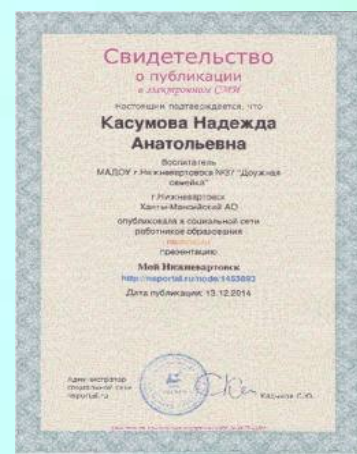 Свидетельство
о публикации
в электронном СМИ
Настоящим подтверждается, что
Касумова Надежда
Анатольевна
Воспитатель
МАДОУ г.Нижневартовска №37 "Дружная
семейка"
г.Нижневартовск
Ханты-Мансийский АО
опубликовала в социальной сети
работников образования
презентацию
Мой Нижневартовск
http://nsportal.ru/node/1453893
Дата публикации: 13.12.2014
Администратор
социальной сети
nsportal.ru
С.Ю.